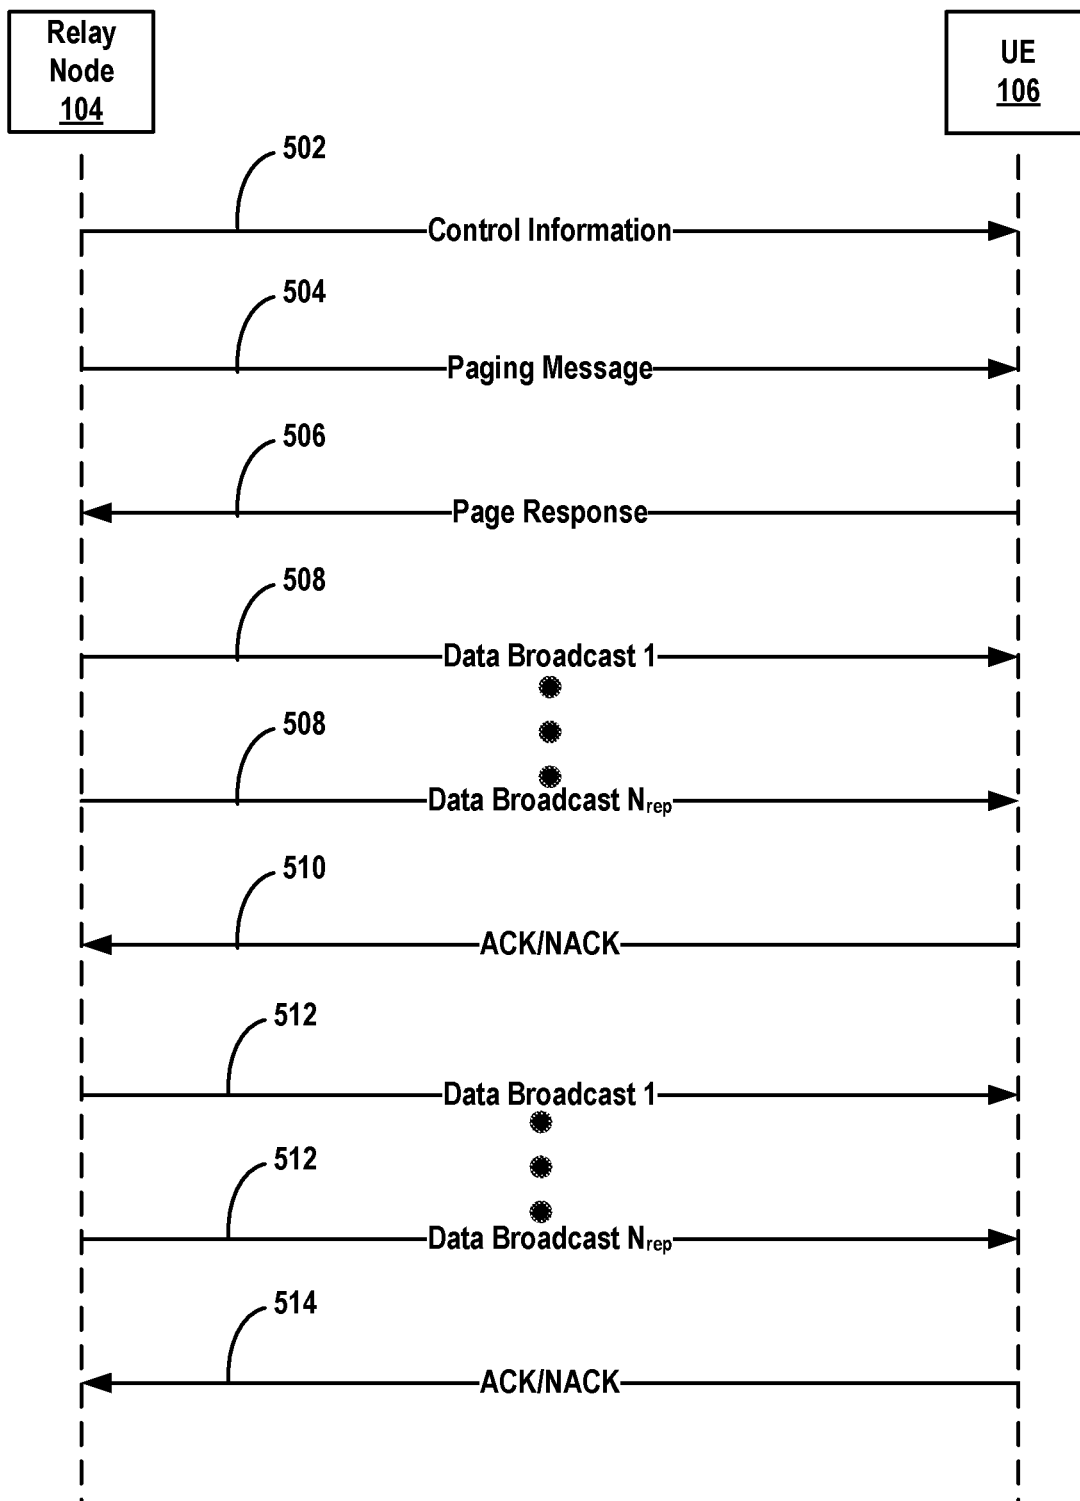 Relay
Node
104
UE
106
502
Control Information
504
Paging Message
506
Page Response
508
Data Broadcast 1
508
Data Broadcast Nrep
510
ACK/NACK
512
Data Broadcast 1
512
Data Broadcast Nrep
514
ACK/NACK